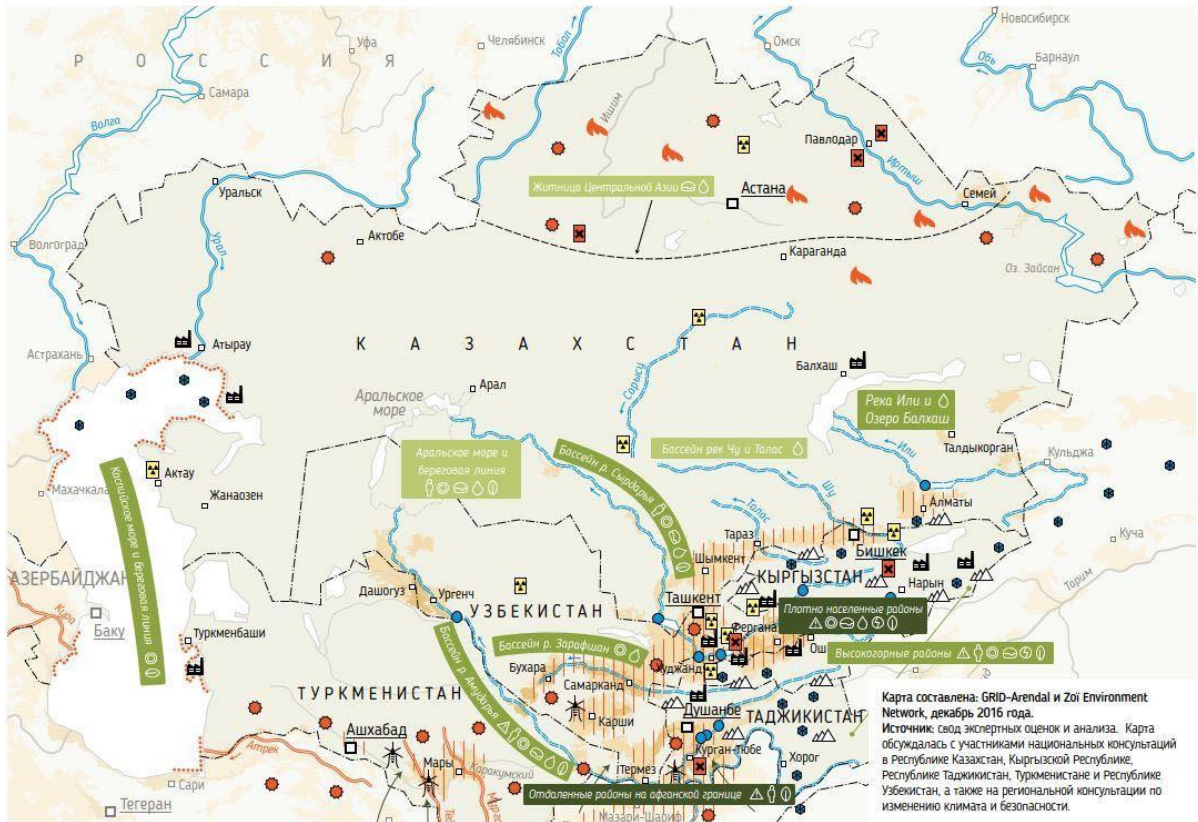 Новосибирск
Омск
Челябинск
Уфа
Тобал
Обь
Барнаул
РОССИЯ
Самара
Волга
Ишим
Павлодар
Иртыш
Житница Центральной Азии
Астана
Семей
Уральск
Урал
Волгоград
Актобе
Караганда
Оз. Зайсан
Астрахань
Атырау
КАЗАХСТАН
Балхаш
Сарысу
Арал
Аральское
море
Река Или и
Озеро Балхаш
Или
Талдыкорган
Аральское море и
береговая линия
Бассейн р. Сырдарья
Бассейн рек Чу и Талас
Кульджа
Махачкала
Актау
Жанаозен
Каспийское море и береговая линия
Шу
Талас
Алматы
Тараз
Бишкек
Куча
Шымкент
КЫРГЫЗСТАН
Нарын
Тарим
АЗЕРБАЙДЖАН
Кура
Баку
Дашогуз
Ургенч
УЗБЕКИСТАН
Ташкент
Плотно населенные районы
Фергана
Ош
Высокогорные районы
Туркменбаши
Бассейн р. Зарафшан
Бухара
Самарканд
Худжанд
Бассейн р. Амударья
ТУРКМЕНИСТАН
Карши
Душанбе
ТАДЖИКИСТАН
Ашхабад
Атрек
Мары
Каракумский
Курган-Тюбе
Хорог
Термез
Сари
Тегеран
Отдаленные районы на афганской границе
Мазари-Шариф
Карта составлена: GRID-Arendal и Zoï Environment
Network, декабрь 2016 года.
Источник: свод экспертных оценок и анализа. Карта
обсуждалась с участниками национальных консультаций
в Республике Казахстан, Кыргызской Республике,
Республике Таджикистан, Туркменистане и Республике
Узбекистан, а также на региональной консультации по
изменению климата и безопасности.